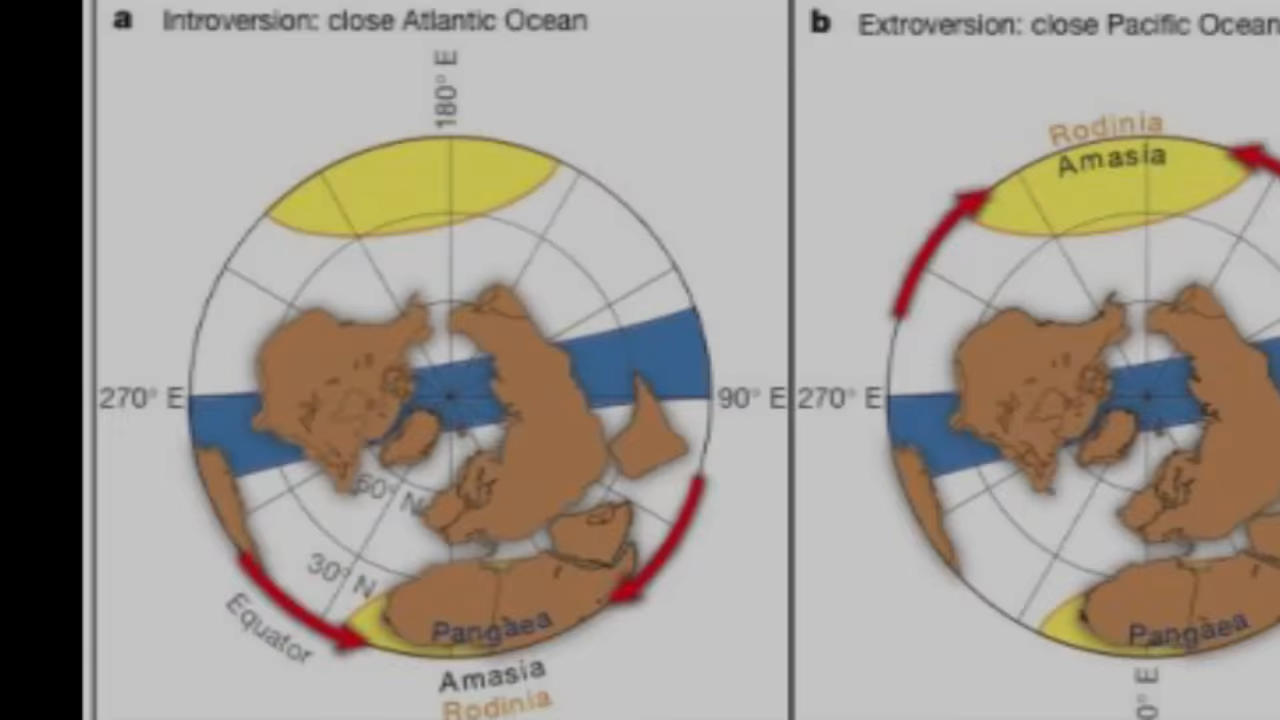 a Introversion: close Atlantic Ocean
180° E
270° E
90° E
60° N
30° N
Equator
Pangaea
Amasia
Rodinia
b Extroversion: close Pacific Ocean
Rodinia
Amasia
270° E
Pangaea
0° E